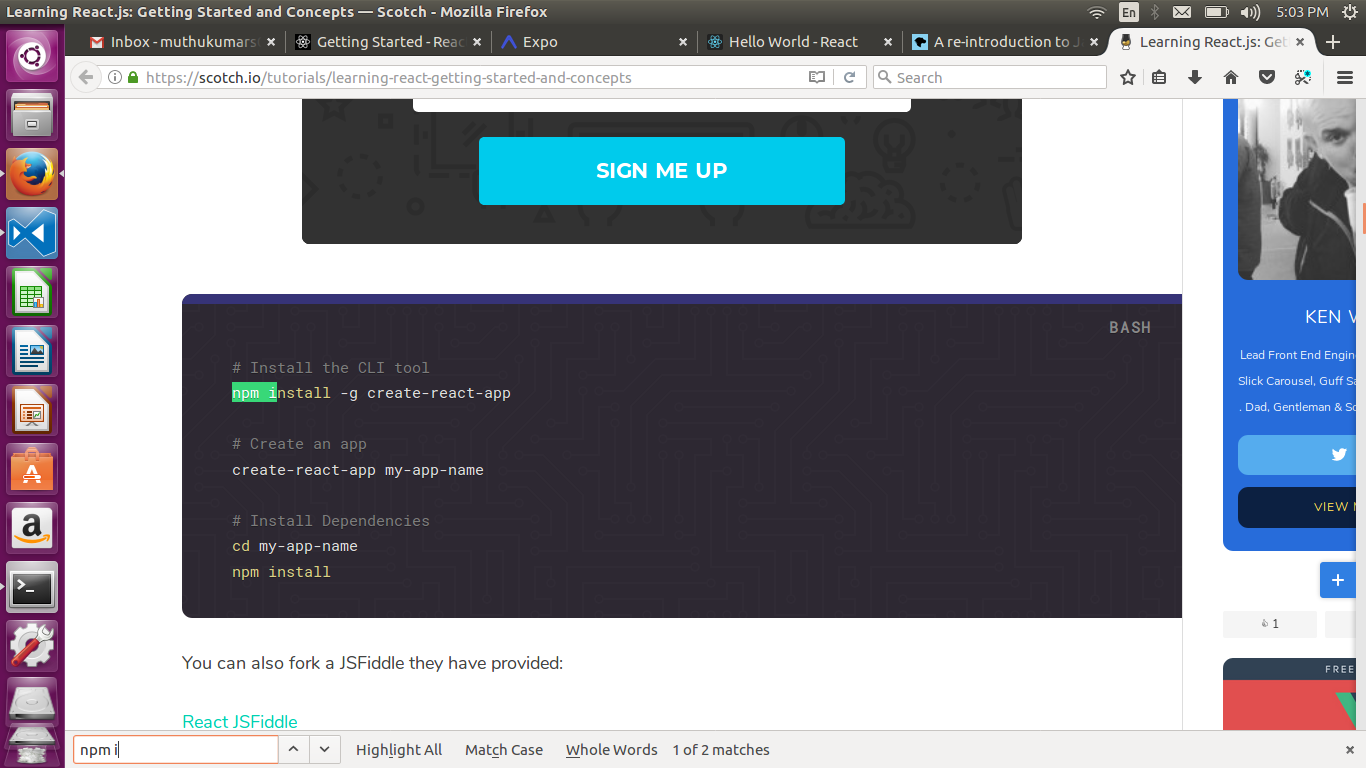 Learning React.js: Getting Started and Concepts — Scotch - Mozilla Firefox
En
5:03 PM
Inbox - muthukumars
Getting Started - Reac
Expo
Hello World - React
A re-introduction to J
Learning React.js: Get
https://scotch.io/tutorials/learning-react-getting-started-and-concepts
Search
SIGN ME UP
BASH
# Install the CLI tool
npm install -g create-react-app
# Create an app
create-react-app my-app-name
# Install Dependencies
cd my-app-name
npm install
You can also fork a JSFiddle they have provided:
React JSFiddle
KEN W
Lead Front End Engine
Slick Carousel, Guff Sa
. Dad, Gentleman & Sc
VIEW
1
FREE
npm i
Highlight All
Match Case
Whole Words
1 of 2 matches